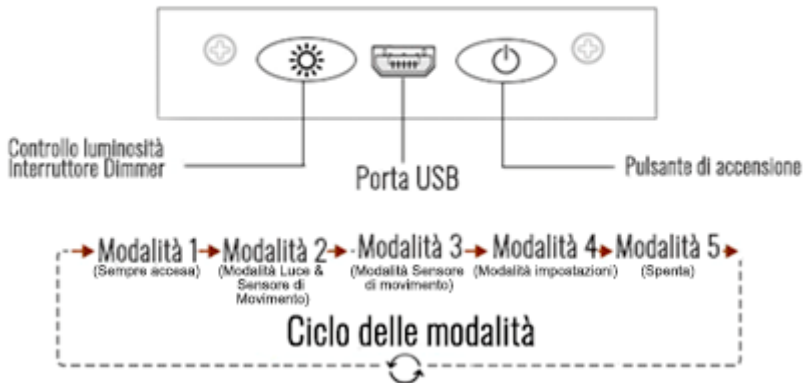 Controllo luminosità
Interruttore Dimmer
Porta USB
Pulsante di accensione
Modalità 1 Modalità 2 Modalità 3 Modalità 4 Modalità 5
(Sempre accesa) (Modalità Luce & (Modalità Sensore (Modalità impostazioni) (Spenta)
Sensore di di movimento)
Movimento)
Ciclo delle modalità